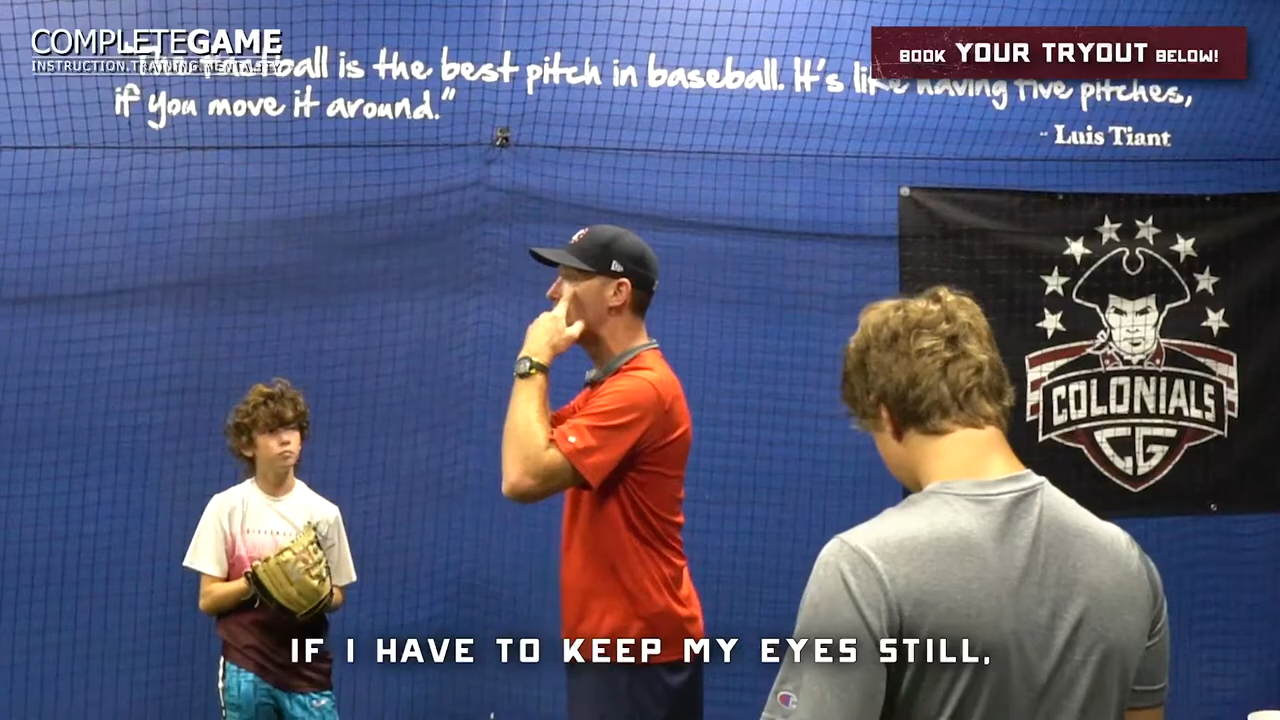 COMPLETEGAME
INSTRUCTION.TRAINING.MENTALITY
BOOK YOUR TRYOUT BELOW!
ball is the best pitch in baseball. It's like having five pitches,
if you move it around."
- Luis Tiant
COLONIALS
CG
IF I HAVE TO KEEP MY EYES STILL,